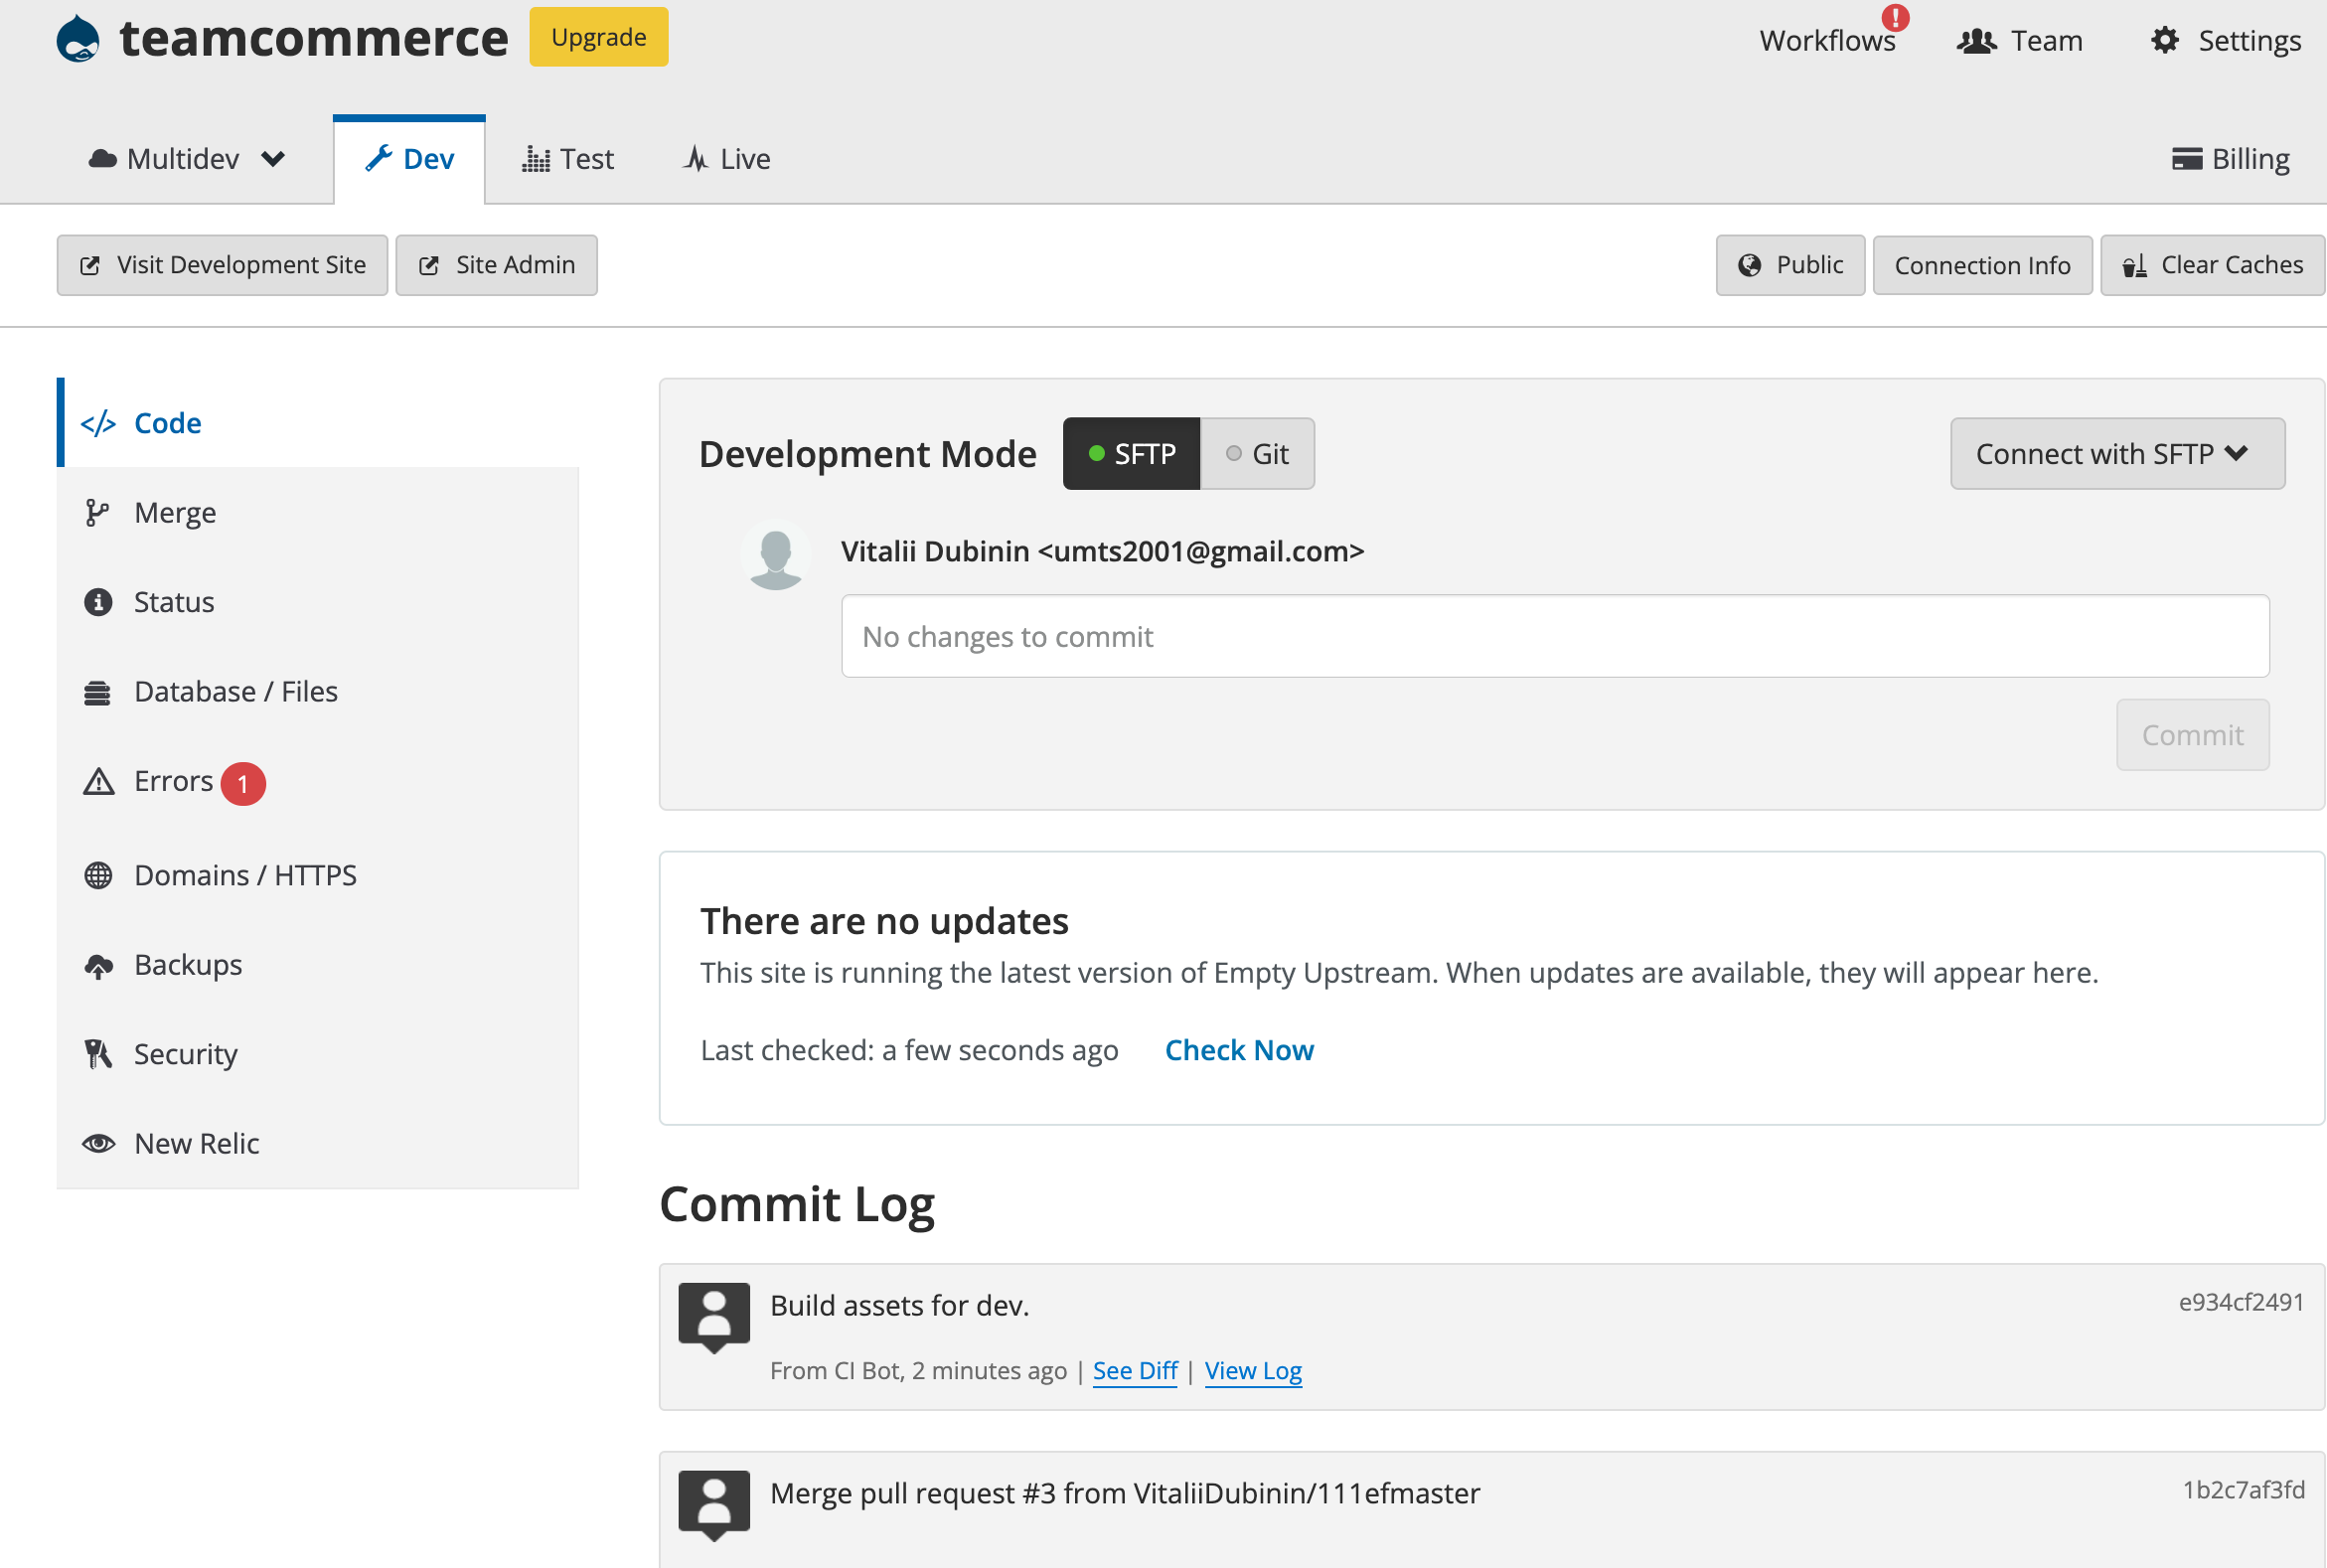 teamcommerce Upgrade Workflows ! Team Settings
Multidev Dev Test Live Billing
Visit Development Site Site Admin Public Connection Info Clear Caches
</> Code
Merge
Status
Database / Files
Errors 1
Domains / HTTPS
Backups
Security
New Relic
Development Mode SFTP Git Connect with SFTP
Vitalii Dubinin <umts2001@gmail.com>
No changes to commit
Commit
There are no updates
This site is running the latest version of Empty Upstream. When updates are available, they will appear here.
Last checked: a few seconds ago Check Now
Commit Log
Build assets for dev. e934cf2491
From CI Bot, 2 minutes ago | See Diff | View Log
Merge pull request #3 from VitaliiDubinin/111efmaster 1b2c7af3fd